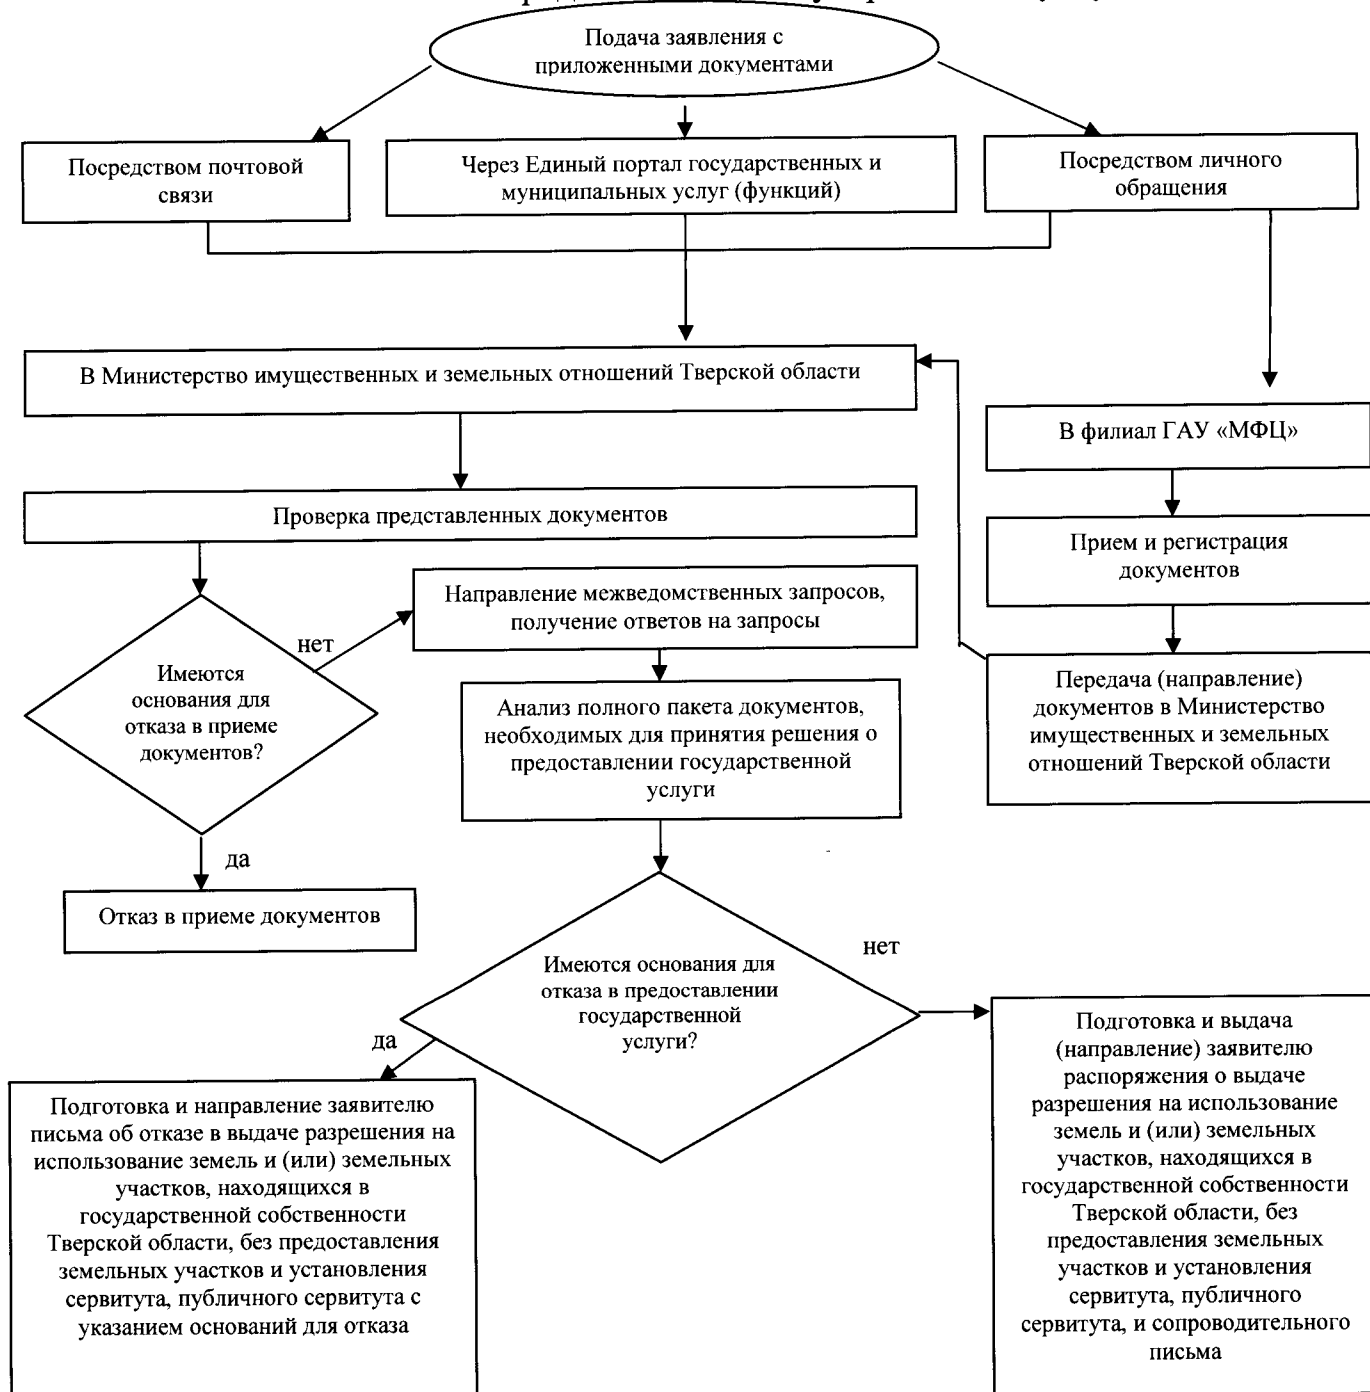 Подача заявления с
приложенными документами
Посредством почтовой
связи
Через Единый портал государственных и
муниципальных услуг (функций)
Посредством личного
обращения
В Министерство имущественных и земельных отношений Тверской области
В филиал ГАУ «МФЦ»
Проверка представленных документов
Прием и регистрация
документов
Направление межведомственных запросов,
получение ответов на запросы
нет
Имеются
основания для
отказа в приеме
документов?
Передача (направление)
документов в Министерство
имущественных и земельных
отношений Тверской области
Анализ полного пакета документов,
необходимых для принятия решения о
предоставлении государственной
услуги
да
Отказ в приеме документов
Имеются основания для
отказа в предоставлении
государственной
услуги?
нет
да
Подготовка и направление заявителю
письма об отказе в выдаче разрешения на
использование земель и (или) земельных
участков, находящихся в
государственной собственности
Тверской области, без предоставления
земельных участков и установления
сервитута, публичного сервитута с
указанием оснований для отказа
Подготовка и выдача
(направление) заявителю
распоряжения о выдаче
разрешения на использование
земель и (или) земельных
участков, находящихся в
государственной собственности
Тверской области, без
предоставления земельных
участков и установления
сервитута, публичного
сервитута, и сопроводительного
письма